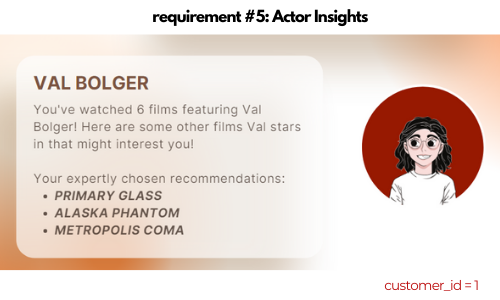 requirement #5: Actor Insights
VAL BOLGER
You've watched 6 films featuring Val
Bolger! Here are some other films Val stars
in that might interest you!
Your expertly chosen recommendations:
• PRIMARY GLASS
• ALASKA PHANTOM
• METROPOLIS COMA
customer_id = 1